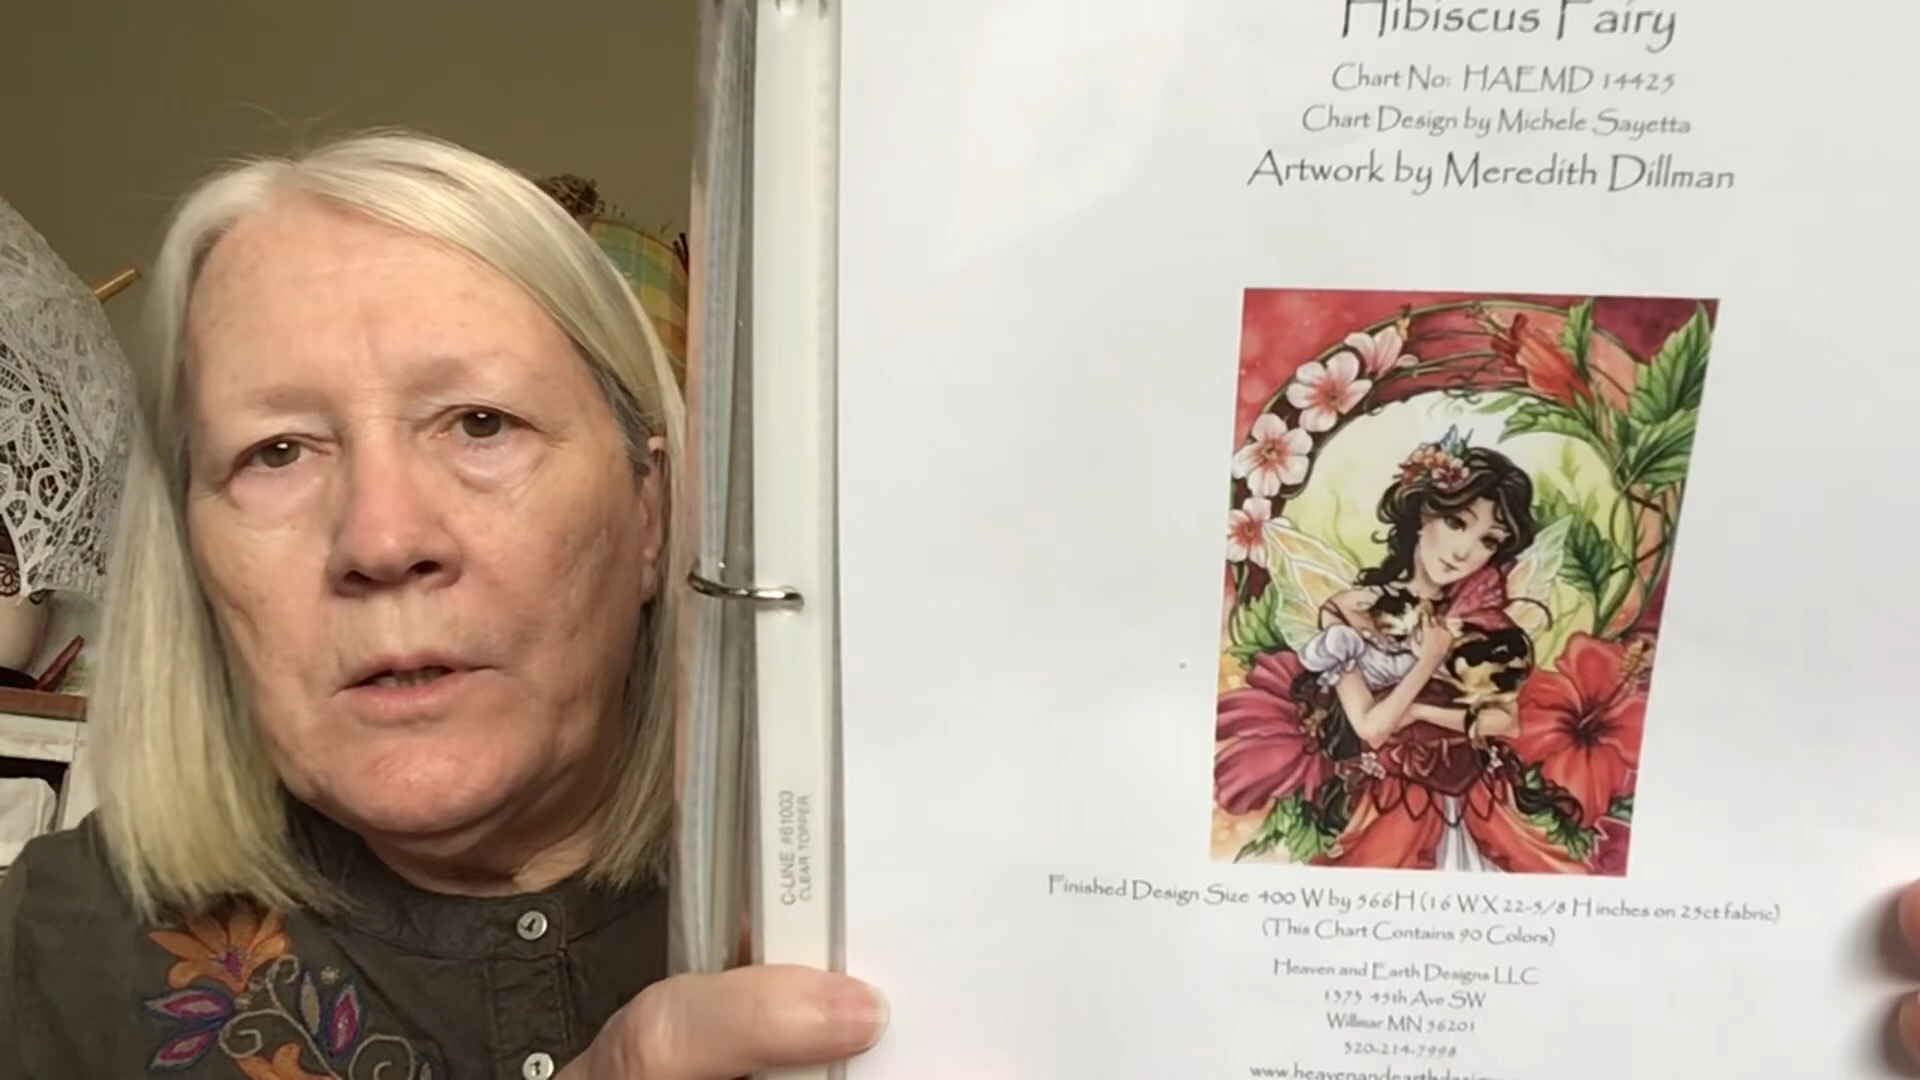 Hibiscus Fairy
Chart No: HAEMD 14425
Chart Design by Michele Sayetta
Artwork by Meredith Dillman
Finished Design Size 400 W by 566H (16 W X 22-5/8 H inches on 25ct fabric)
(This Chart Contains 90 Colors)
Heaven and Earth Designs LLC
1373 45th Ave SW
Willmar MN 56201
320-214-7998
C-LINE #61003
CLEAR TOPPER